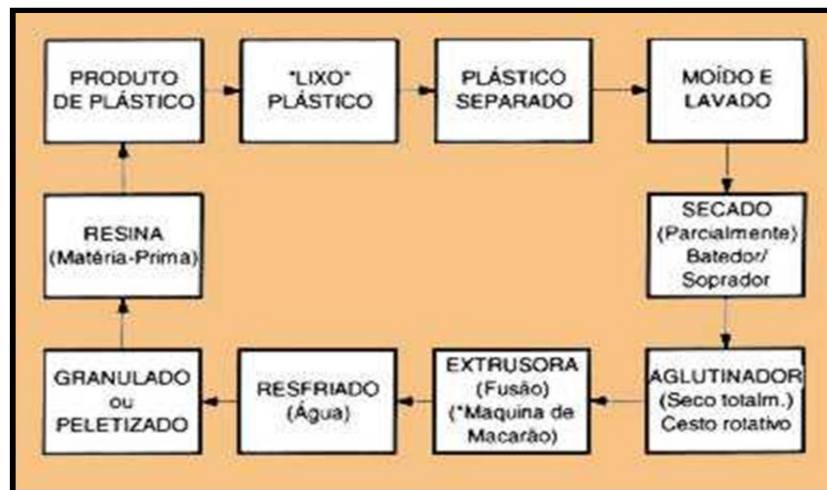 PRODUTO
DE PLÁSTICO
"LIXO"
PLÁSTICO
PLÁSTICO
SEPARADO
MOÍDO E
LAVADO
SECADO
(Parcialmente)
Batedor/
Soprador
AGLUTINADOR
(Seco totalm.)
Cesto rotativo
EXTRUSORA
(Fusão)
(*Maquina de
Macarão)
RESFRIADO
(Água)
GRANULADO
ou
PELETIZADO
RESINA
(Matéria-Prima)